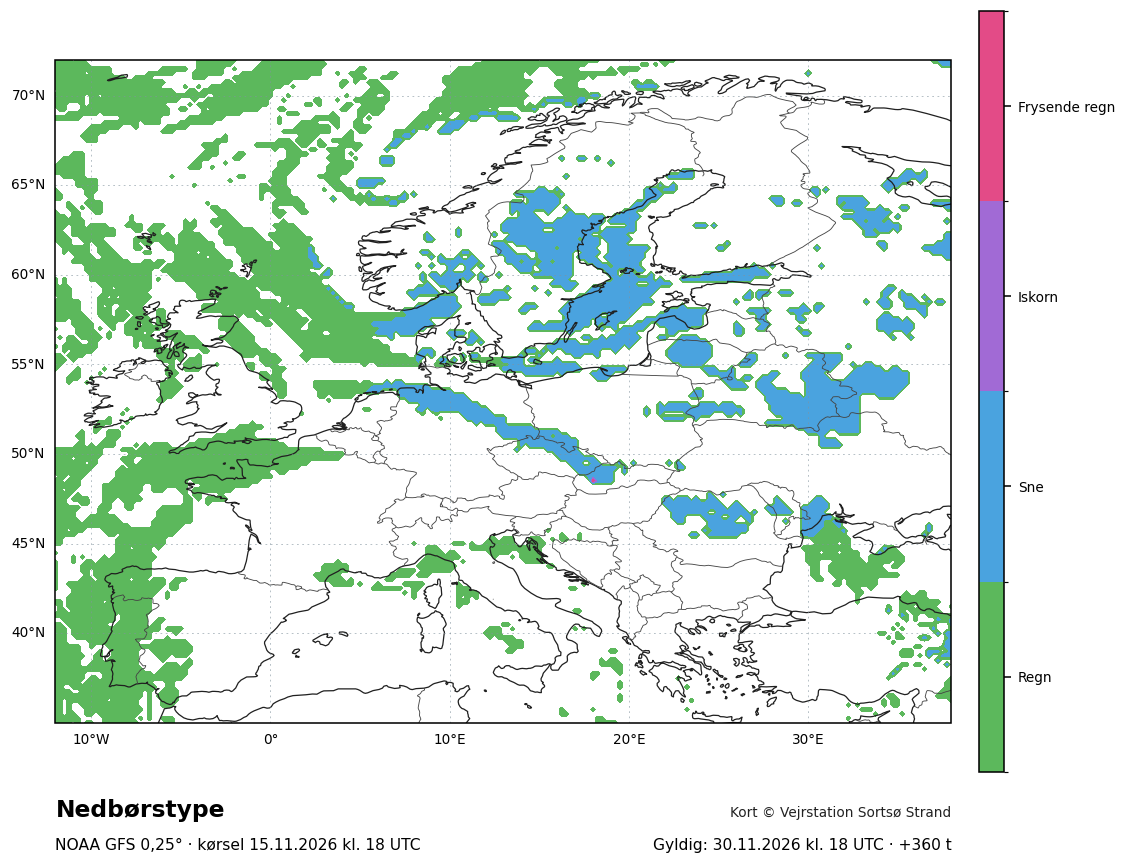 70°N
65°N
60°N
55°N
50°N
45°N
40°N
10°W
0°
10°E
20°E
30°E
Frysende regn
Iskorn
Sne
Regn
Nedbørstype
Kort © Vejrstation Sortsø Strand
NOAA GFS 0,25° · kørsel 15.11.2026 kl. 18 UTC
Gyldig: 30.11.2026 kl. 18 UTC · +360 t